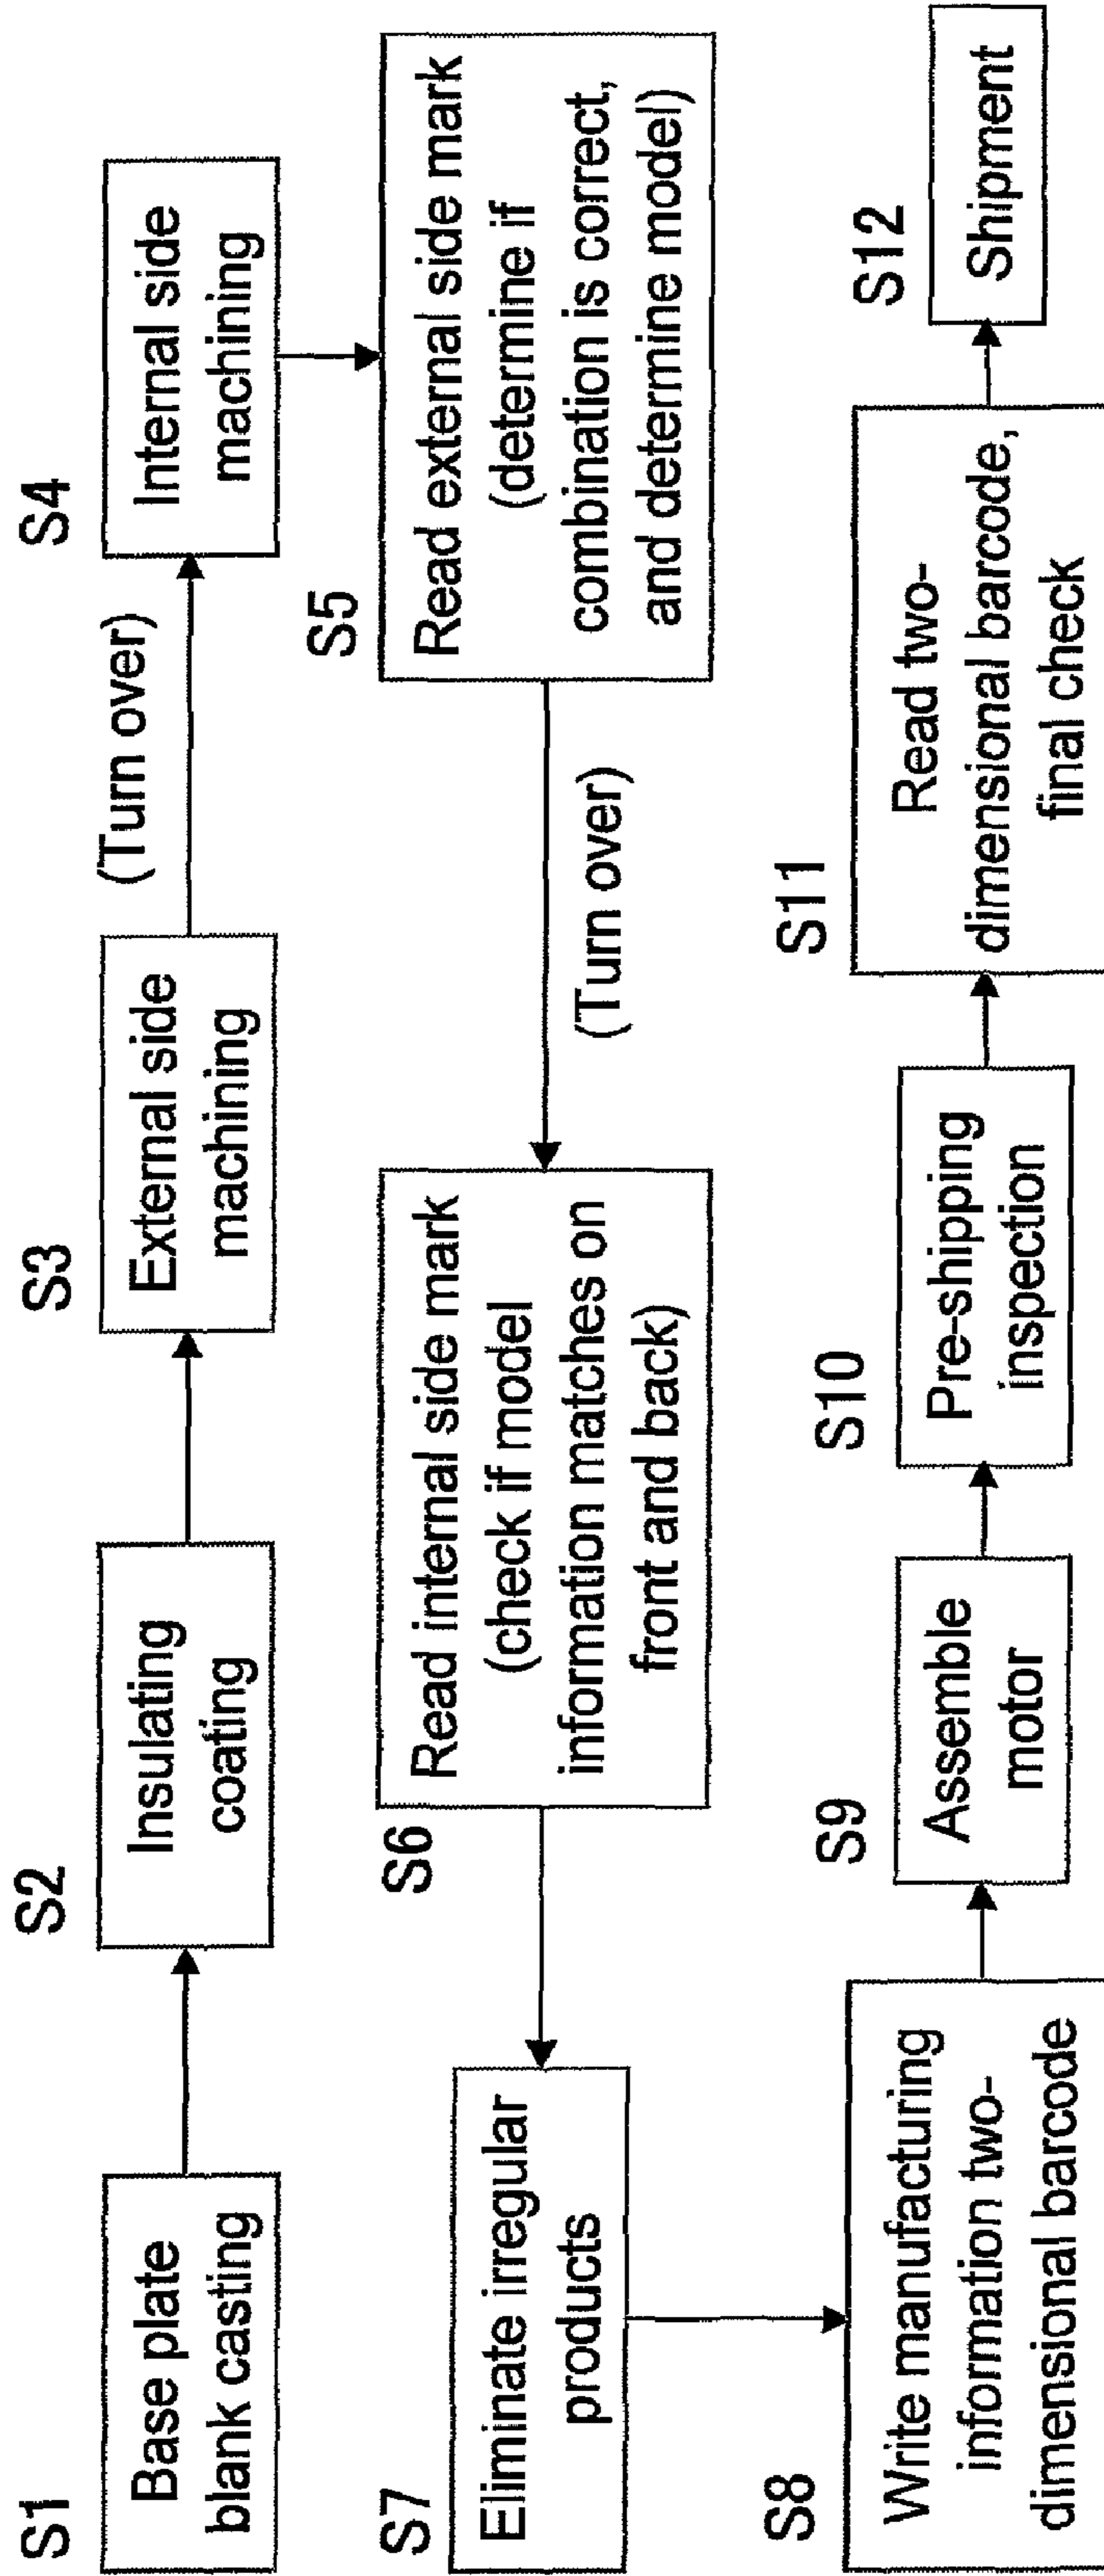 S1
Base plate
blank casting
S2
Insulating
coating
S3
External side
machining
(Turn over)
S4
Internal side
machining
S5
Read external side mark
(determine if
combination is correct,
and determine model)
(Turn over)
S6
Read internal side mark
(check if model
information matches on
front and back)
S7
Eliminate irregular
products
S8
Write manufacturing
information two-
dimensional barcode
S9
Assemble
motor
S10
Pre-shipping
inspection
S11
Read two-
dimensional barcode,
final check
S12
Shipment